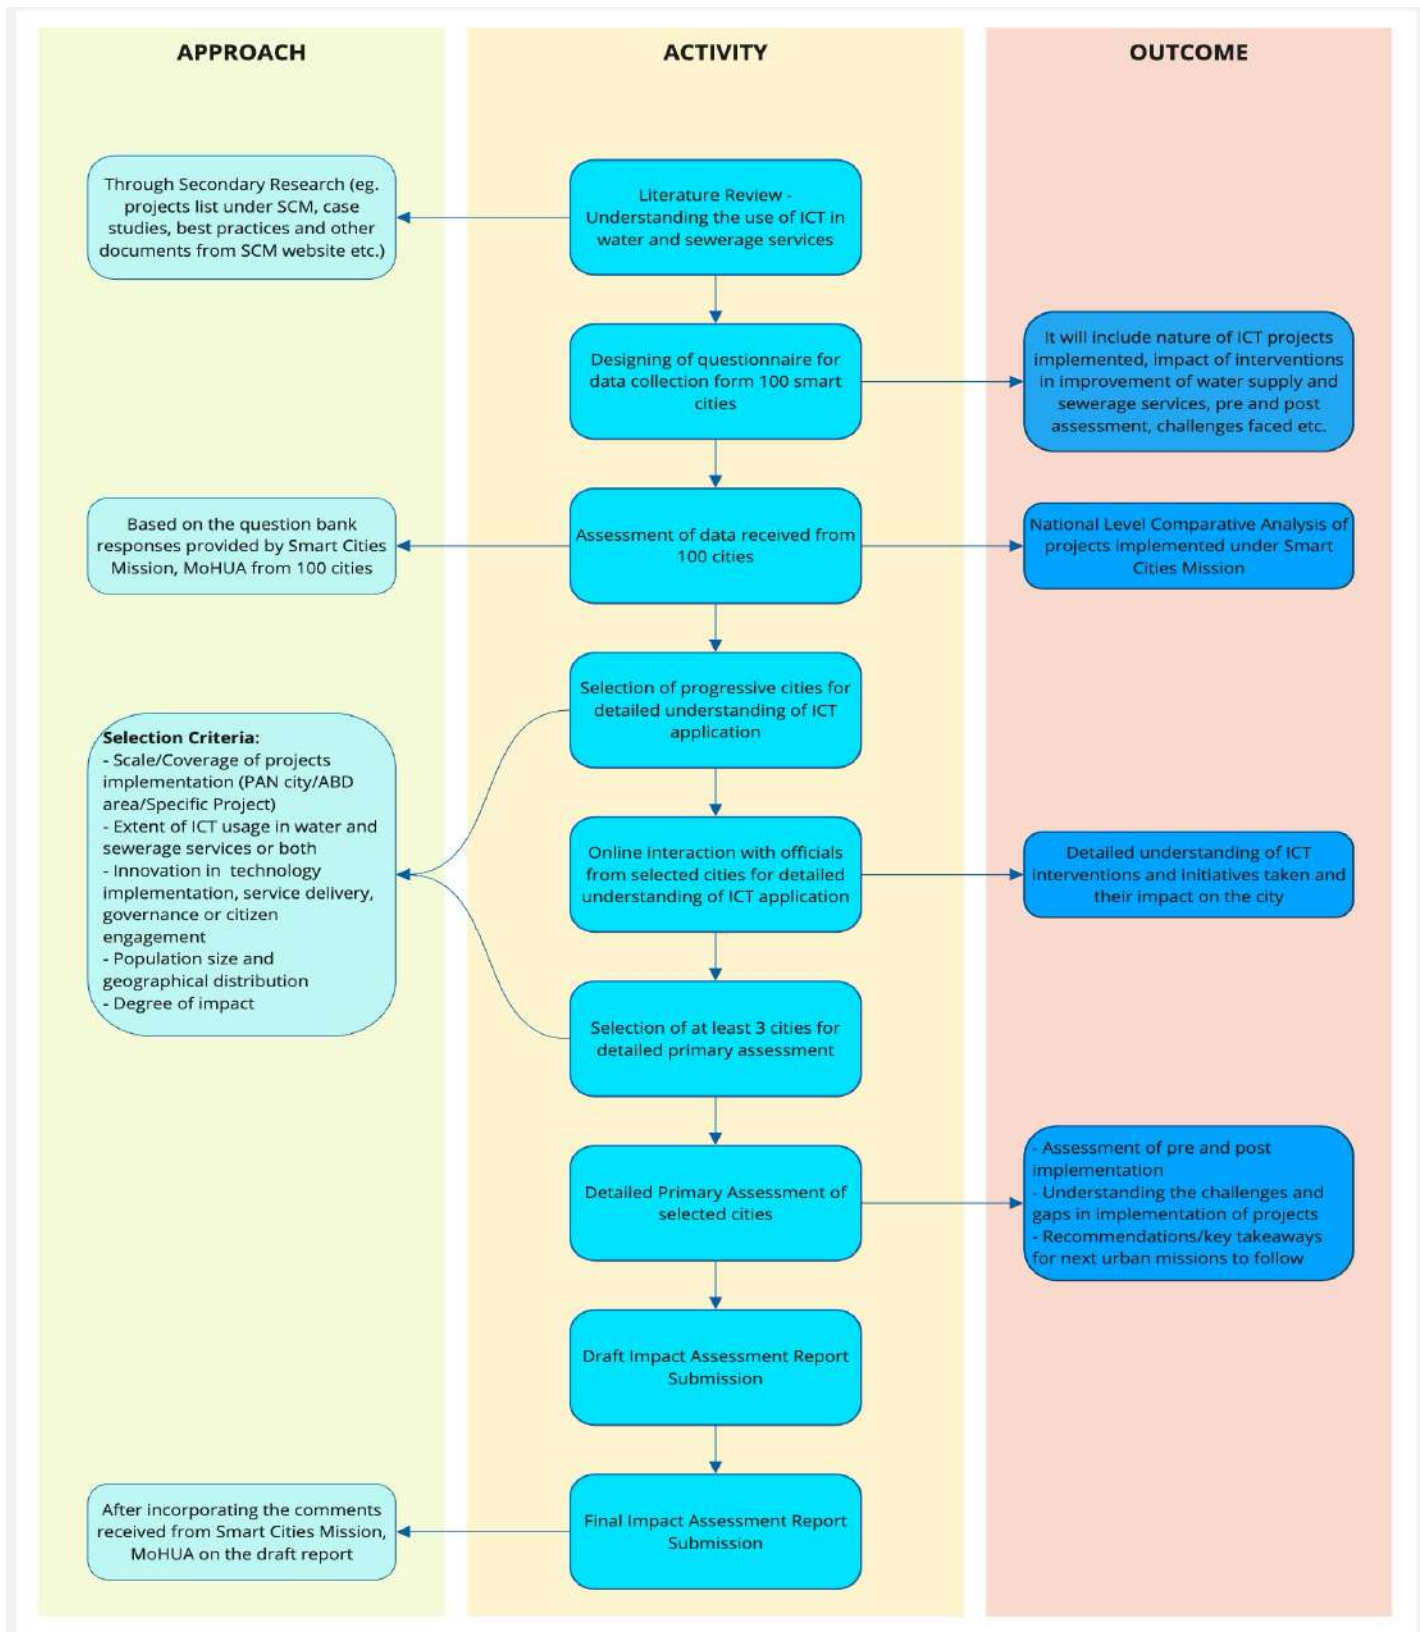 APPROACH
ACTIVITY
OUTCOME
Through Secondary Research (eg.
projects list under SCM, case
studies, best practices and other
documents from SCM website etc.)
Literature Review -
Understanding the use of ICT in
water and sewerage services
Designing of questionnaire for
data collection form 100 smart
cities
It will include nature of ICT projects
implemented, impact of interventions
in improvement of water supply and
sewerage services, pre and post
assessment, challenges faced etc.
Based on the question bank
responses provided by Smart Cities
Mission, MoHUA from 100 cities
Assessment of data received from
100 cities
National Level Comparative Analysis of
projects implemented under Smart
Cities Mission
Selection of progressive cities for
detailed understanding of ICT
application
Selection Criteria:
- Scale/Coverage of projects
implementation (PAN city/ABD
area/Specific Project)
- Extent of ICT usage in water and
sewerage services or both
- Innovation in technology
implementation, service delivery,
governance or citizen
engagement
- Population size and
geographical distribution
- Degree of impact
Online interaction with officials
from selected cities for detailed
understanding of ICT application
Detailed understanding of ICT
interventions and initiatives taken and
their impact on the city
Selection of at least 3 cities for
detailed primary assessment
Detailed Primary Assessment of
selected cities
- Assessment of pre and post
implementation
- Understanding the challenges and
gaps in implementation of projects
- Recommendations/key takeaways
for next urban missions to follow
Draft Impact Assessment Report
Submission
After incorporating the comments
received from Smart Cities Mission,
MoHUA on the draft report
Final Impact Assessment Report
Submission